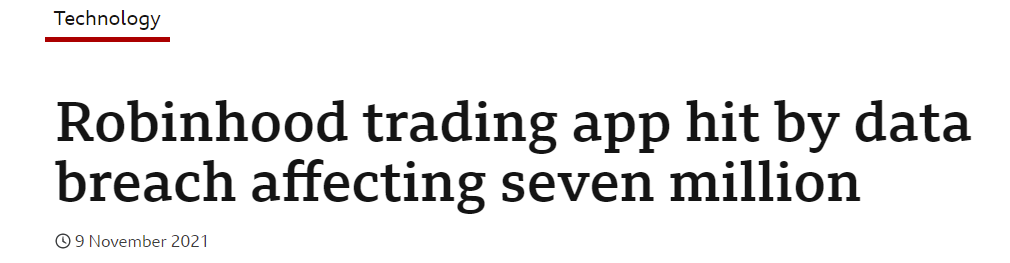 Technology
Robinhood trading app hit by data
breach affecting seven million
9 November 2021